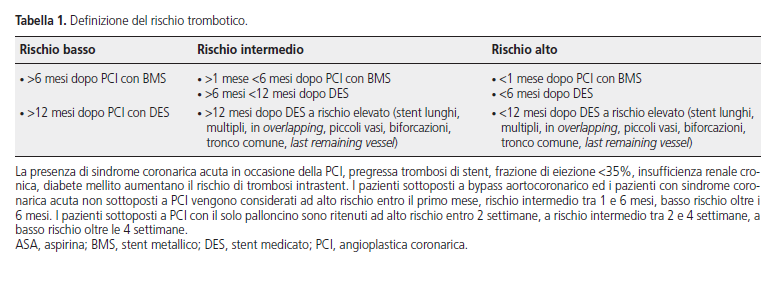 Tabella 1. Definizione del rischio trombotico.
Rischio basso Rischio intermedio Rischio alto
• >6 mesi dopo PCI con BMS • >1 mese <6 mesi dopo PCI con BMS • <1 mese dopo PCI con BMS
• >6 mesi <12 mesi dopo DES • <6 mesi dopo DES
• >12 mesi dopo PCI con DES • >12 mesi dopo DES a rischio elevato (stent lunghi, • <12 mesi dopo DES a rischio elevato (stent lunghi,
multipli, in overlapping, piccoli vasi, biforcazioni, multipli, in overlapping, piccoli vasi, biforcazioni,
tronco comune, last remaining vessel) tronco comune, last remaining vessel)
La presenza di sindrome coronarica acuta in occasione della PCI, pregressa trombosi di stent, frazione di eiezione <35%, insufficienza renale cro-
nica, diabete mellito aumentano il rischio di trombosi intrastent. I pazienti sottoposti a bypass aortocoronarico ed i pazienti con sindrome coro-
narica acuta non sottoposti a PCI vengono considerati ad alto rischio entro il primo mese, rischio intermedio tra 1 e 6 mesi, basso rischio oltre i
6 mesi. I pazienti sottoposti a PCI con il solo palloncino sono ritenuti ad alto rischio entro 2 settimane, a rischio intermedio tra 2 e 4 settimane, a
basso rischio oltre le 4 settimane.
ASA, aspirina; BMS, stent metallico; DES, stent medicato; PCI, angioplastica coronarica.